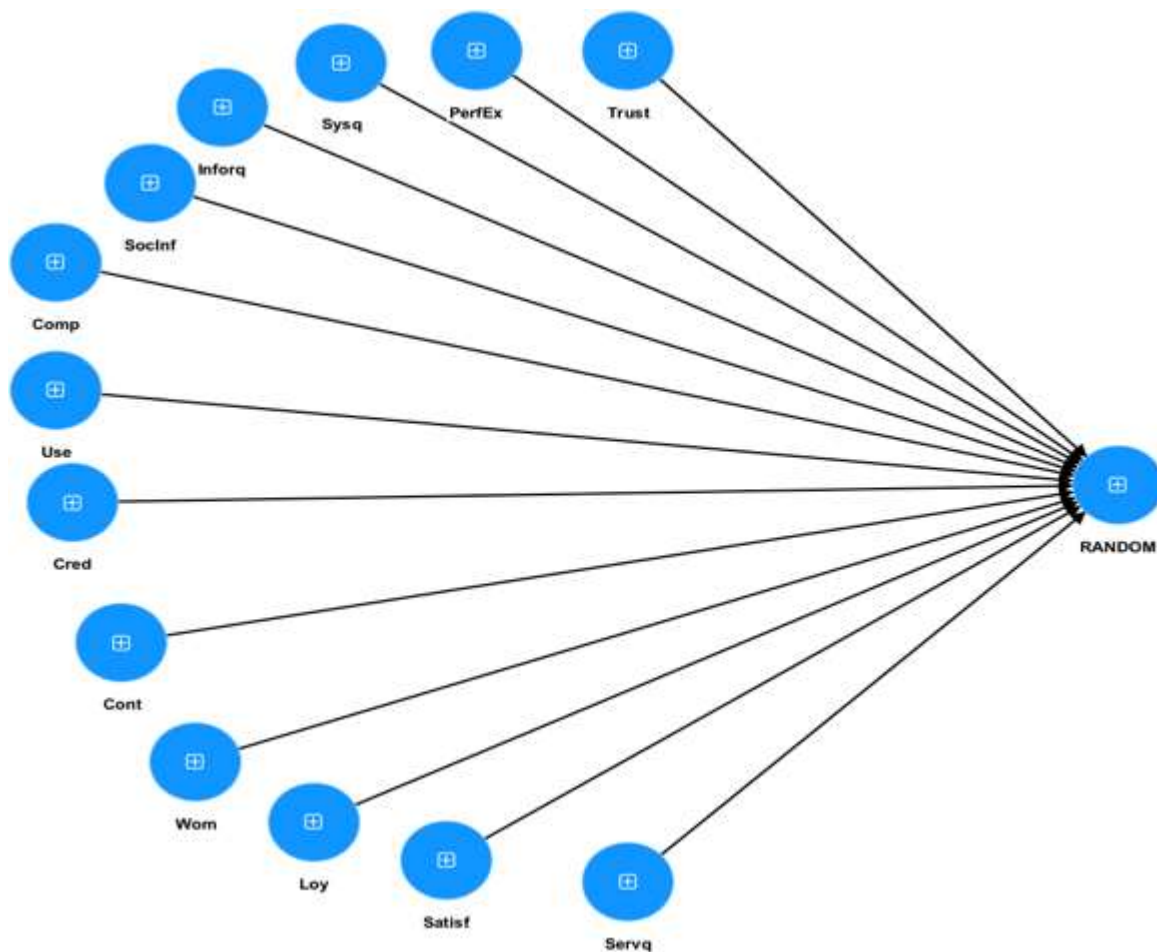 PerfEx
Trust
Sysq
Inforq
SocInf
Comp
Use
Cred
RANDOM
Cont
Wom
Loy
Satisf
Servq